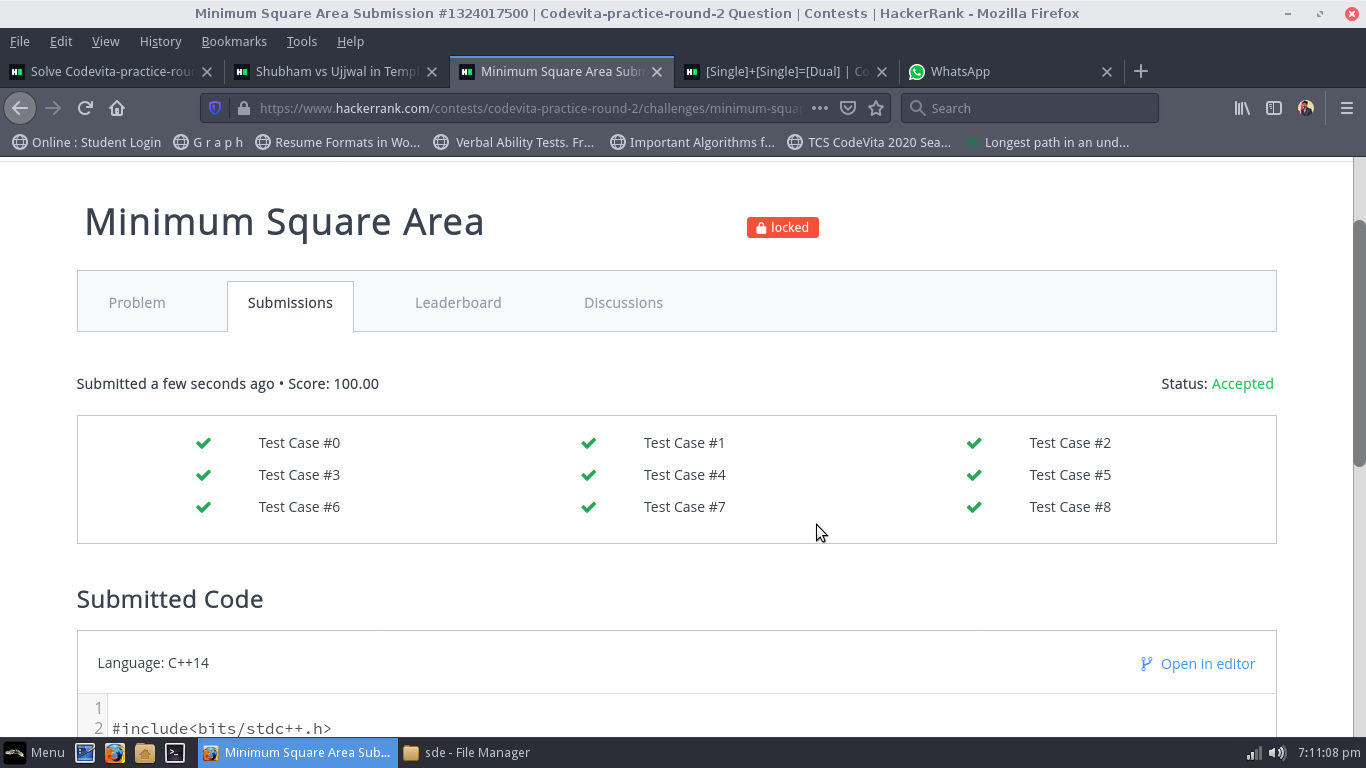 Minimum Square Area Submission #1324017500 | Codevita-practice-round-2 Question | Contests | HackerRank - Mozilla Firefox
File Edit View History Bookmarks Tools Help
Solve Codevita-practice-roun Shubham vs Ujjwal in Templ Minimum Square Area Subm [Single]+[Single]=[Dual] | Co WhatsApp
https://www.hackerrank.com/contests/codevita-practice-round-2/challenges/minimum-squa ••• Search
Online : Student Login G r a p h Resume Formats in Wo... Verbal Ability Tests. Fr... Important Algorithms f... TCS CodeVita 2020 Sea... Longest path in an und...
Minimum Square Area locked
Problem Submissions Leaderboard Discussions
Submitted a few seconds ago • Score: 100.00 Status: Accepted
Test Case #0 Test Case #1 Test Case #2
Test Case #3 Test Case #4 Test Case #5
Test Case #6 Test Case #7 Test Case #8
Submitted Code
Language: C++14 Open in editor
1
2 #include<bits/stdc++.h>
Menu Minimum Square Area Sub... sde - File Manager 7:11:08 pm